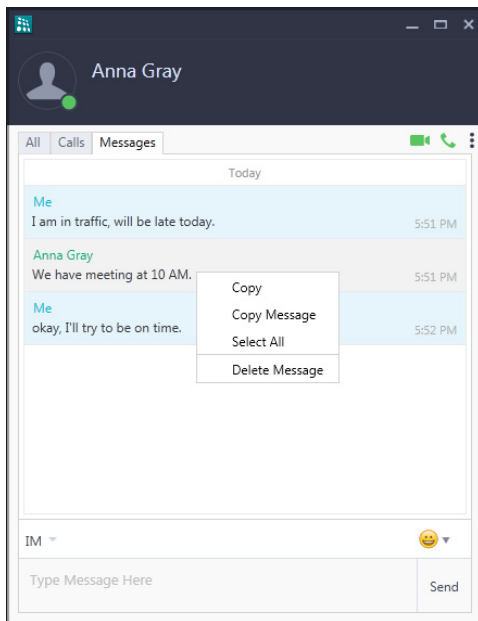 Anna Gray
All Calls Messages
Today
Me
I am in traffic, will be late today.
5:51 PM
Anna Gray
We have meeting at 10 AM.
5:51 PM
Copy
Copy Message
Select All
Delete Message
Me
okay, I'll try to be on time.
5:52 PM
IM
Type Message Here
Send